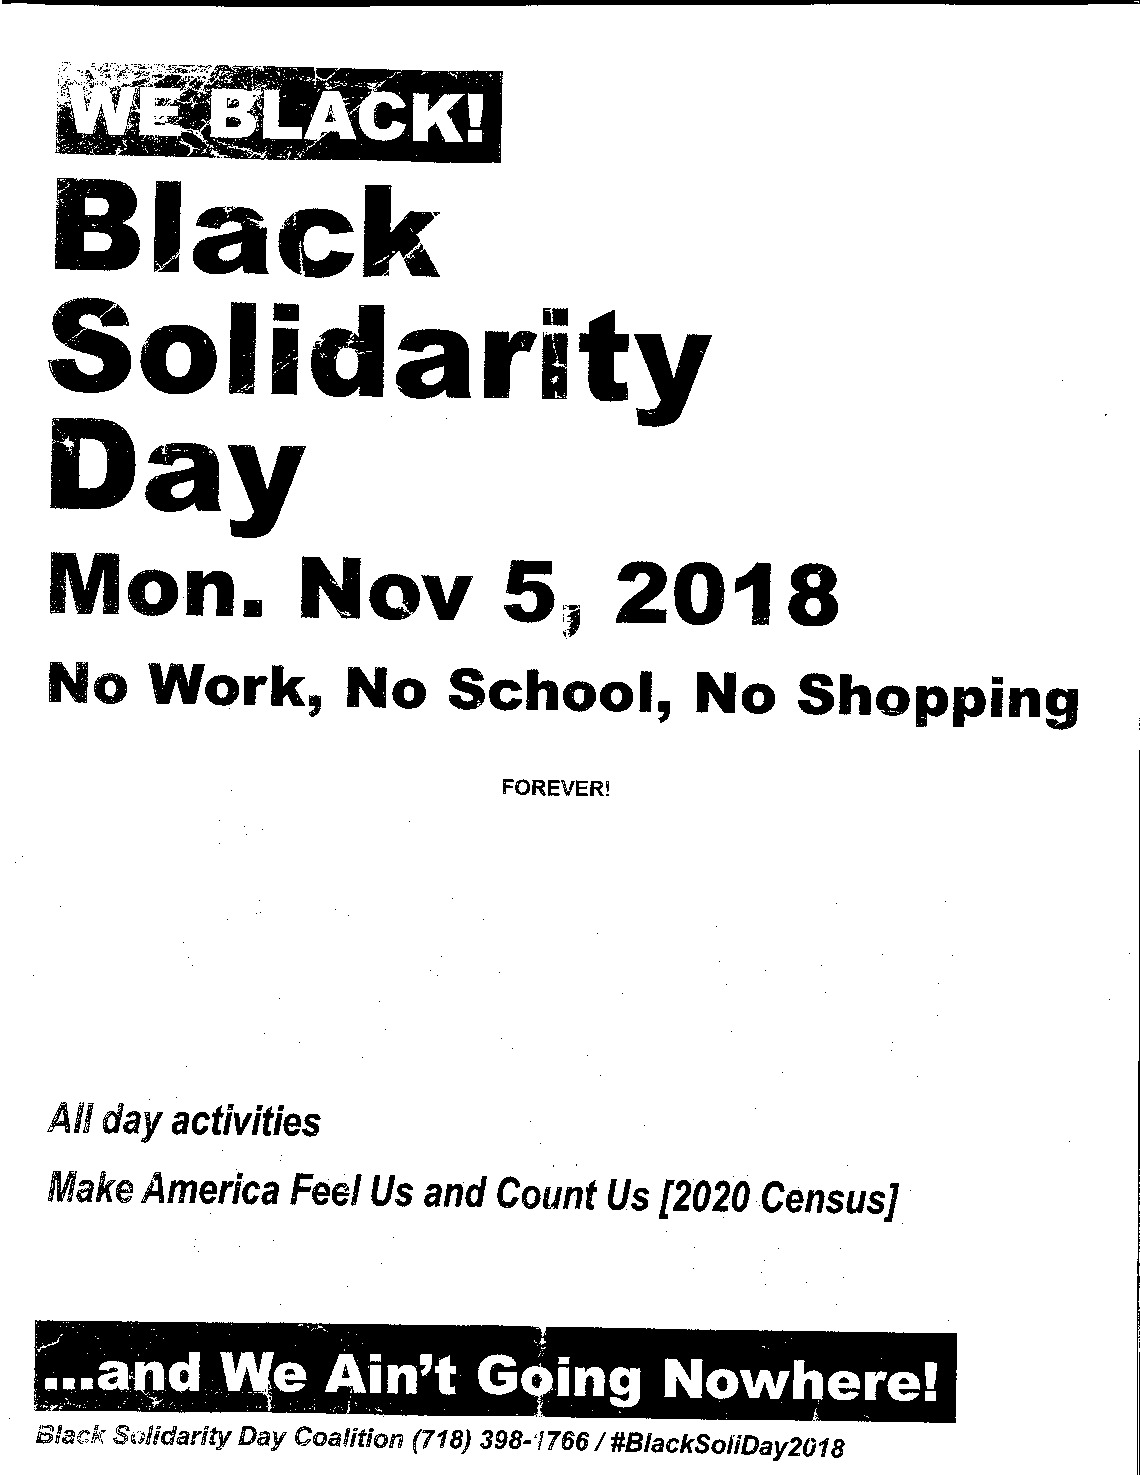 WE BLACK!
Black
Solidarity
Day
Mon. Nov 5, 2018
No Work, No School, No Shopping
FOREVER!
All day activities
Make America Feel Us and Count Us [2020 Census]
...and We Ain't Going Nowhere!
Black Solidarity Day Coalition (718) 398-1766 / #BlackSoliDay2018